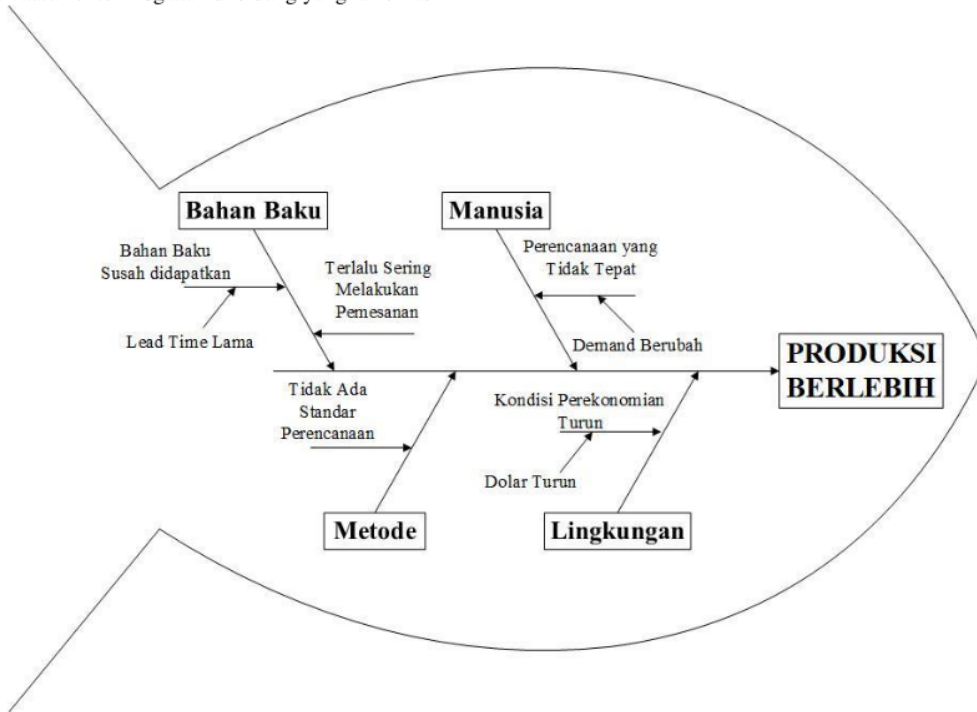 Bahan Baku
Manusia
Bahan Baku
Susah didapatkan
Lead Time Lama
Terlalu Sering
Melakukan
Pemesanan
Perencanaan yang
Tidak Tepat
Demand Berubah
PRODUKSI
BERLEBIH
Tidak Ada
Standar
Perencanaan
Kondisi Perekonomian
Turun
Dolar Turun
Metode
Lingkungan